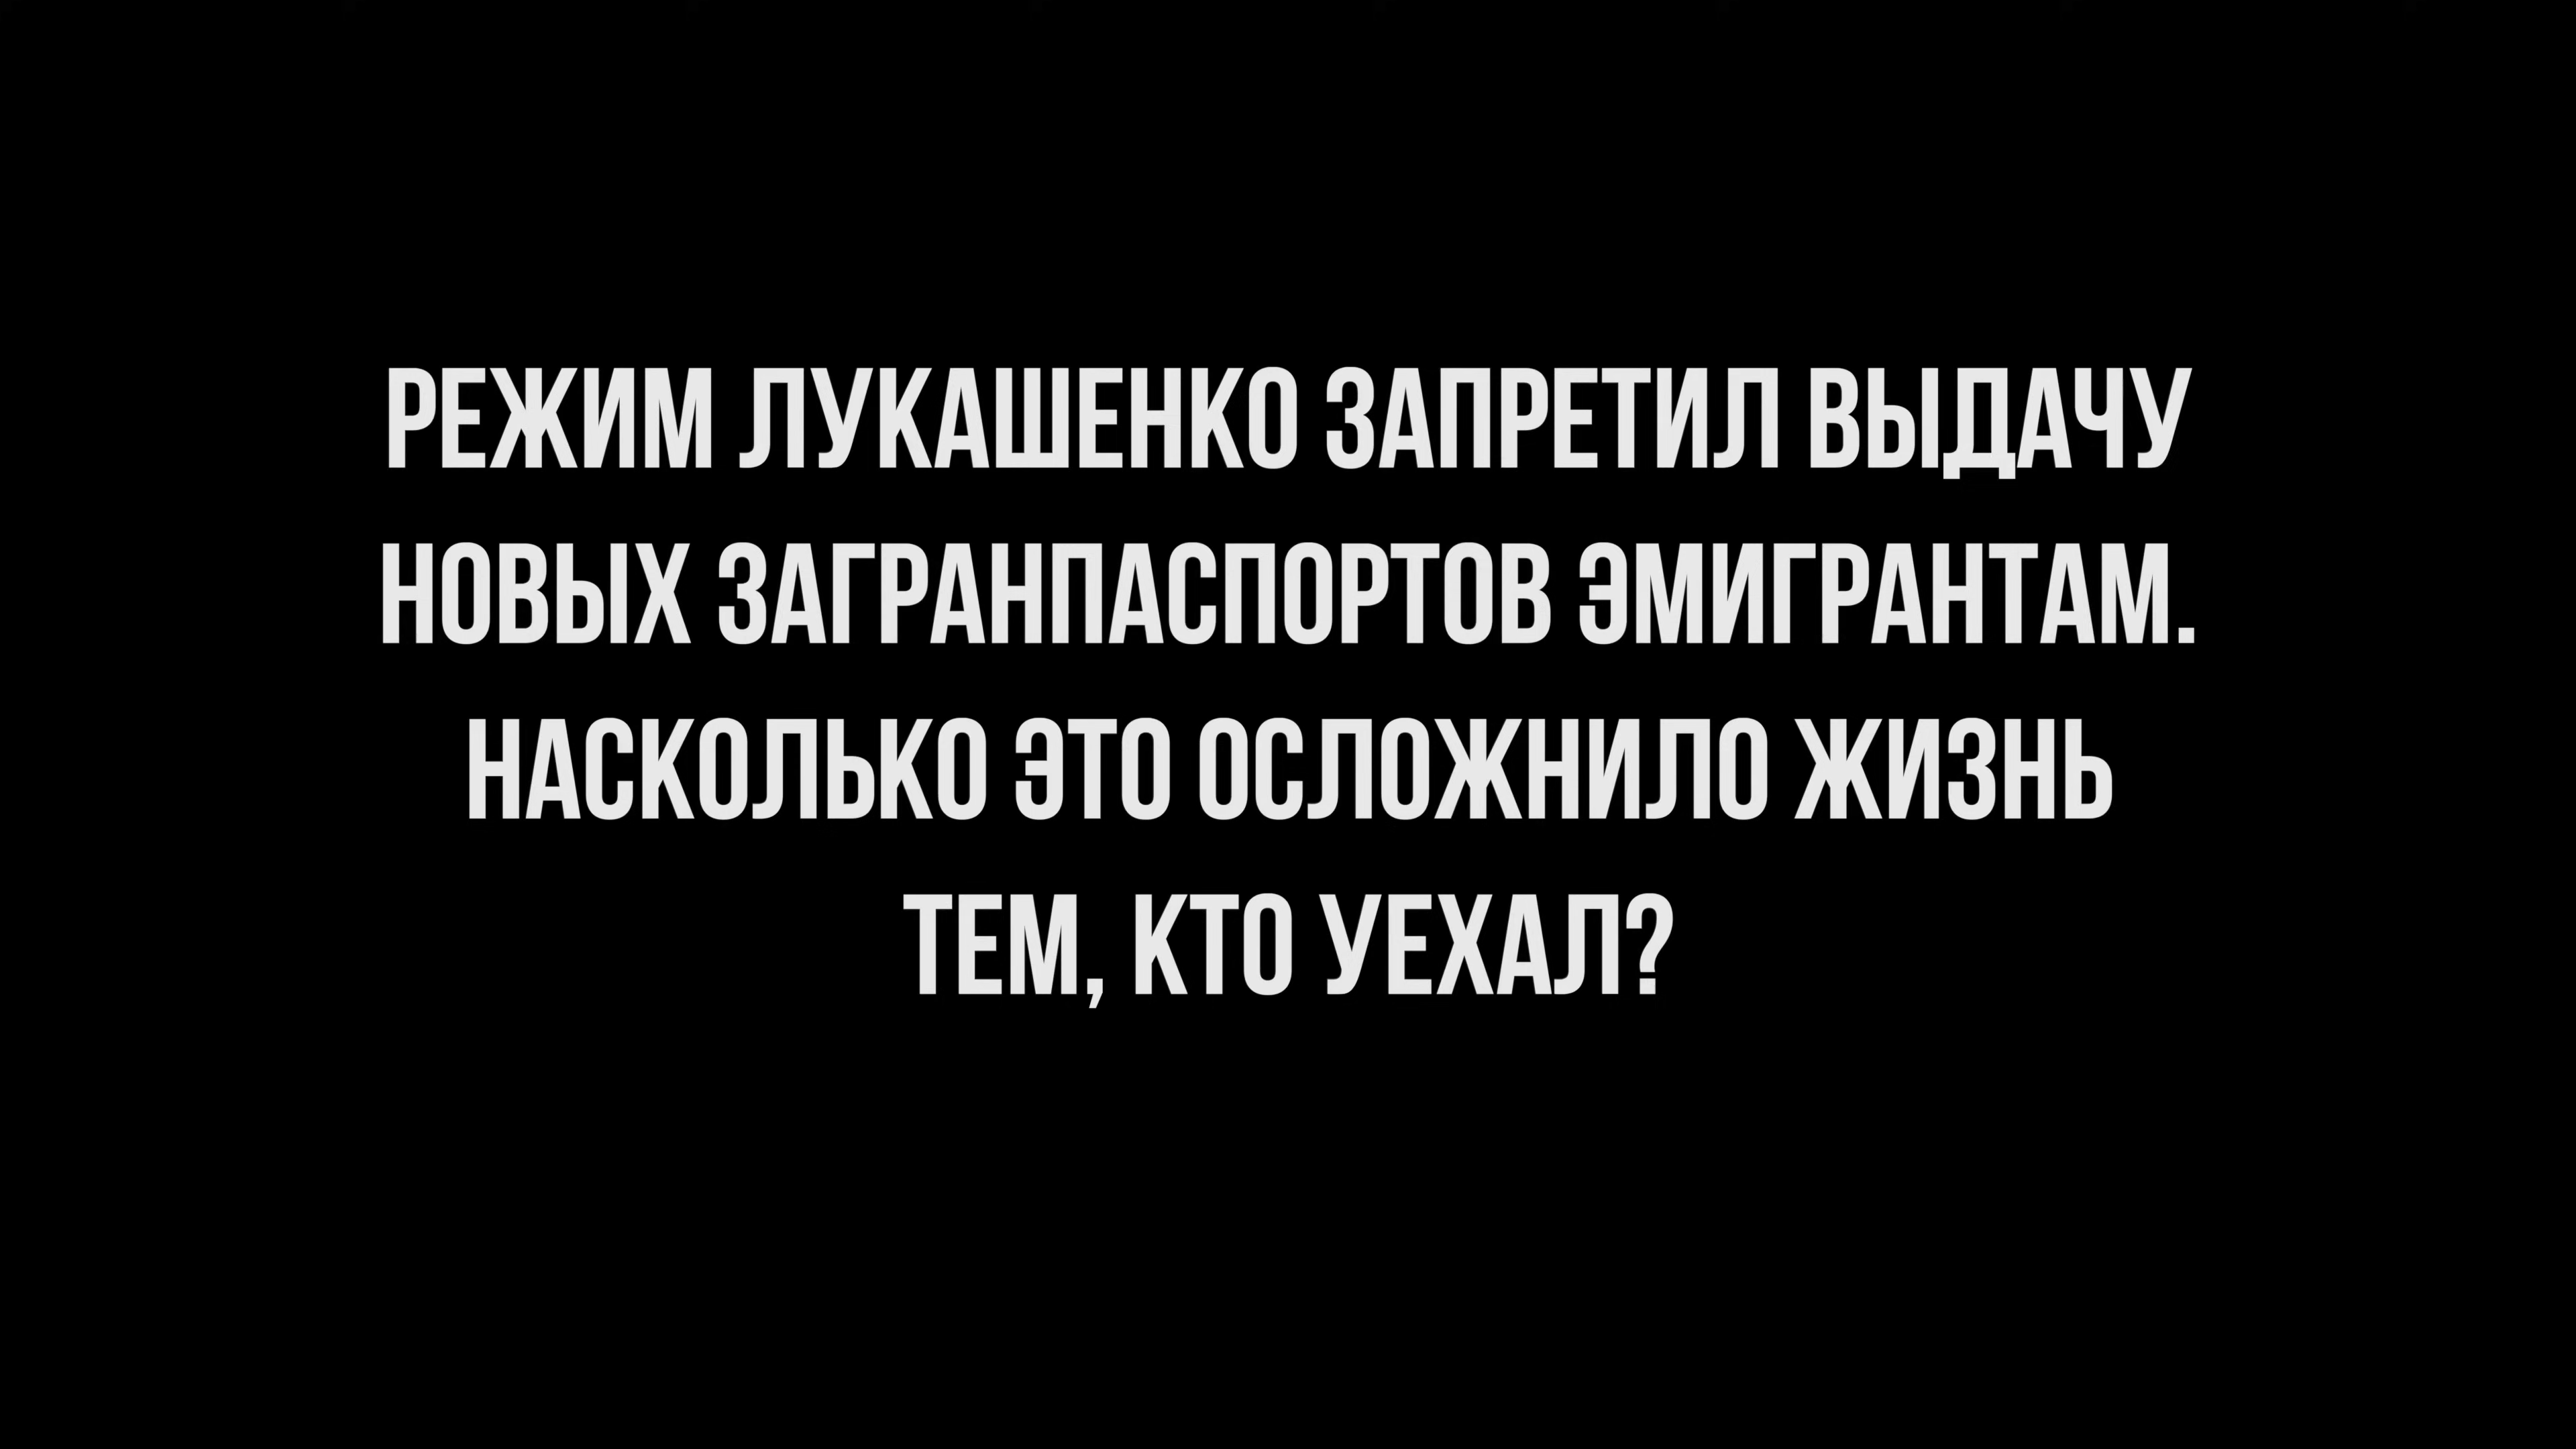 РЕЖИМ ЛУКАШЕНКО ЗАПРЕТИЛ ВЫДАЧУ
НОВЫХ ЗАГРАНПАСПОРТОВ ЭМИГРАНТАМ.
НАСКОЛЬКО ЭТО ОСЛОЖНИЛО ЖИЗНЬ
ТЕМ, КТО УЕХАЛ?